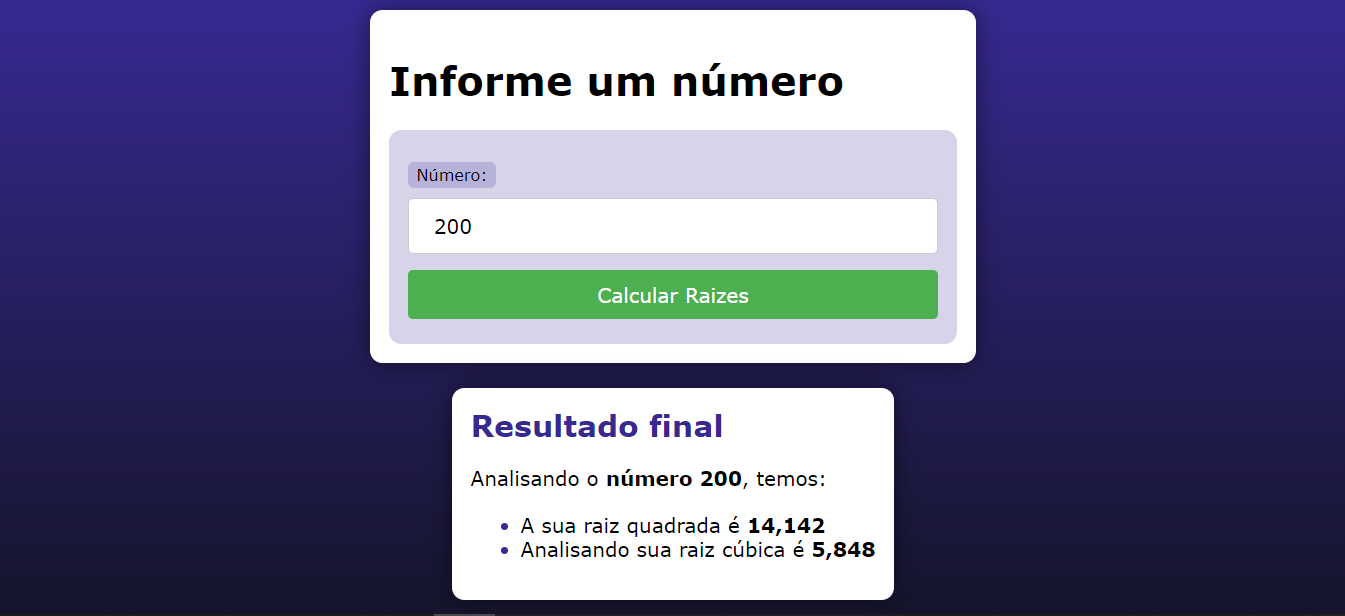 Informe um número
Número:
200
Calcular Raizes
Resultado final
Analisando o número 200, temos:
• A sua raiz quadrada é 14,142
• Analisando sua raiz cúbica é 5,848